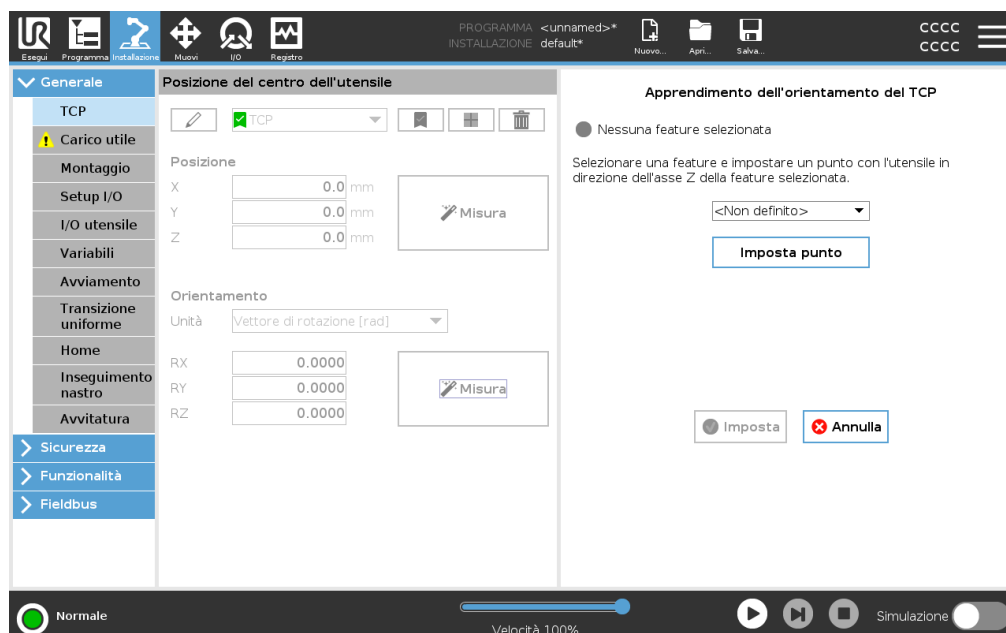 UR
Esegui
Programma
Installazione
Muovi
I/O
Registro
PROGRAMMA <unnamed>*
INSTALLAZIONE default*
Nuovo...
Apri...
Salva...
cccc
cccc
Generale
TCP
Carico utile
Montaggio
Setup I/O
I/O utensile
Variabili
Avviamento
Transizione
uniforme
Home
Inseguimento
nastro
Avvitatura
Sicurezza
Funzionalità
Fieldbus
Posizione del centro dell'utensile
TCP
Posizione
X 0.0 mm
Y 0.0 mm
Z 0.0 mm
Misura
Orientamento
Unità Vettore di rotazione [rad]
RX 0.0000
RY 0.0000
RZ 0.0000
Misura
Apprendimento dell'orientamento del TCP
Nessuna feature selezionata
Selezionare una feature e impostare un punto con l'utensile in
direzione dell'asse Z della feature selezionata.
<Non definito>
Imposta punto
Imposta
Annulla
Normale
Velocità 100%
Simulazione